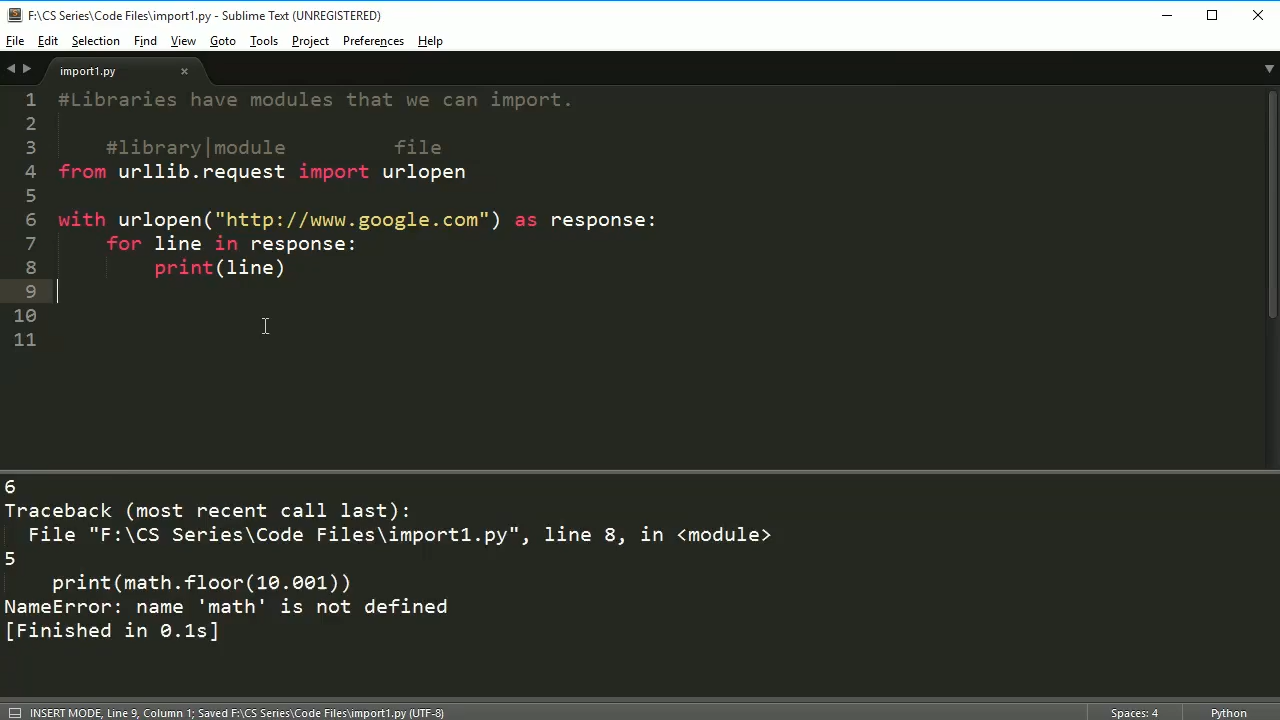 F:\CS Series\Code Files\import1.py - Sublime Text (UNREGISTERED)
File Edit Selection Find View Goto Tools Project Preferences Help
import1.py ×
1 #Libraries have modules that we can import.
2
3 #library|module file
4 from urllib.request import urlopen
5
6 with urlopen("http://www.google.com") as response:
7 for line in response:
8 print(line)
9
10
11
6
Traceback (most recent call last):
File "F:\CS Series\Code Files\import1.py", line 8, in <module>
5
print(math.floor(10.001))
NameError: name 'math' is not defined
[Finished in 0.1s]
INSERT MODE, Line 9, Column 1; Saved F:\CS Series\Code Files\import1.py (UTF-8) Spaces: 4 Python